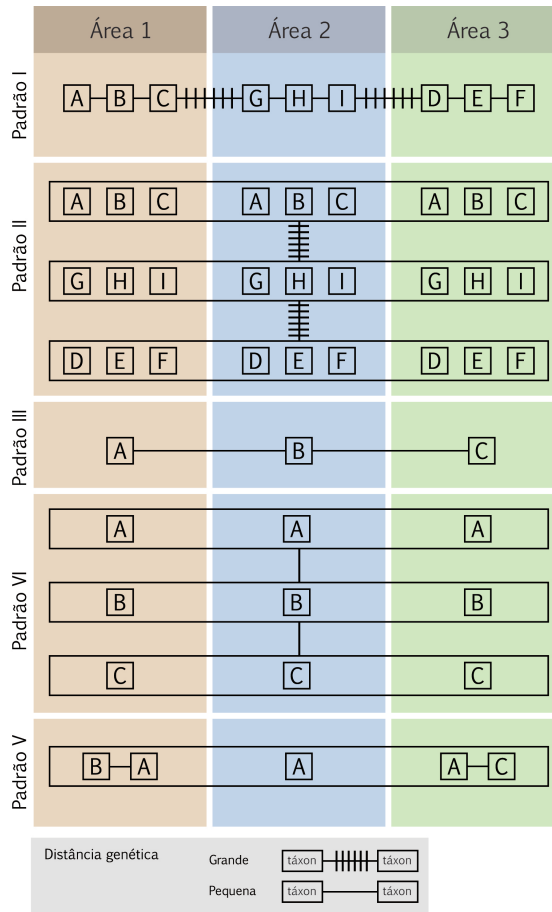 Área 1 Área 2 Área 3
Padrão I
A B C G H I D E F
Padrão II
A B C A B C A B C
G H I G H I G H I
D E F D E F D E F
Padrão III
A B C
Padrão VI
A A A
B B B
C C C
Padrão V
B A A A C
Distância genética
Grande táxon táxon
Pequena táxon táxon